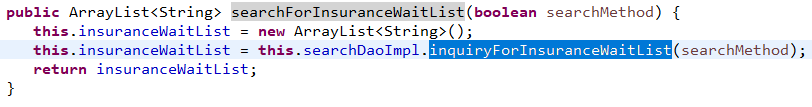 public ArrayList<String> searchForInsuranceWaitList(boolean searchMethod) {
this.insuranceWaitList = new ArrayList<String>();
this.insuranceWaitList = this.searchDaoImpl.inquiryForInsuranceWaitList(searchMethod);
return insuranceWaitList;
}